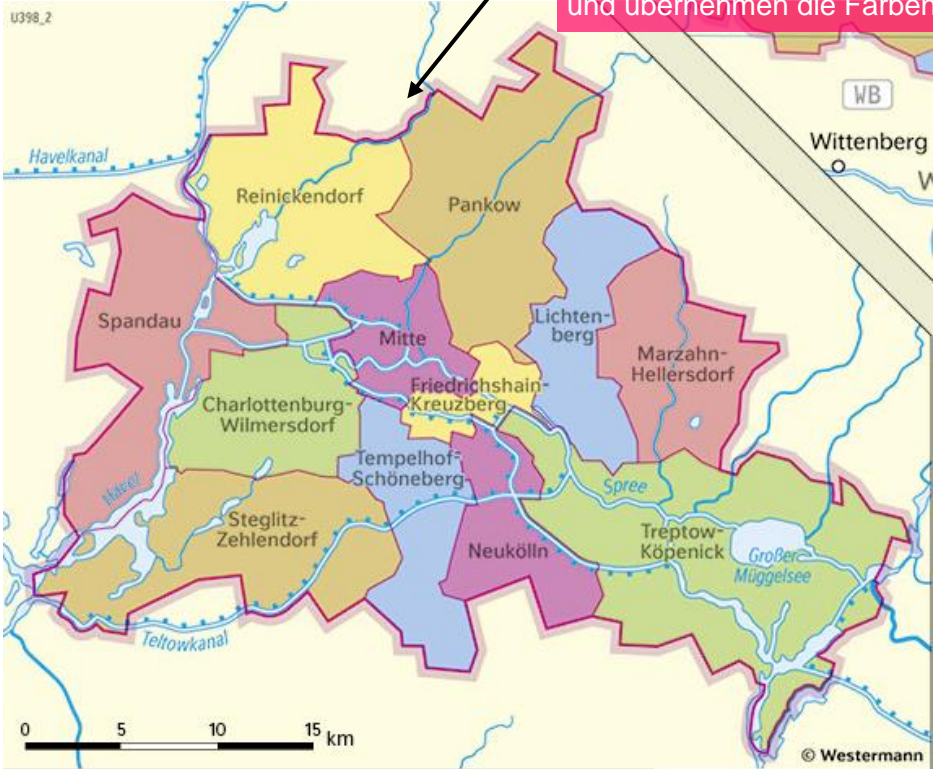 U398_2
und übernehmen die Farben
WB
Wittenberg
Havelkanal
W
Reinickendorf
Pankow
Spandau
Mitte
Lichten-
berg
Marzahn-
Hellersdorf
Friedrichshain-
Kreuzberg
Charlottenburg-
Wilmersdorf
Tempelhof-
Schöneberg
Havel
Spree
Steglitz-
Zehlendorf
Neukölln
Treptow-
Köpenick
Großer
Müggelsee
Teltowkanal
0 5 10 15 km
© Westermann